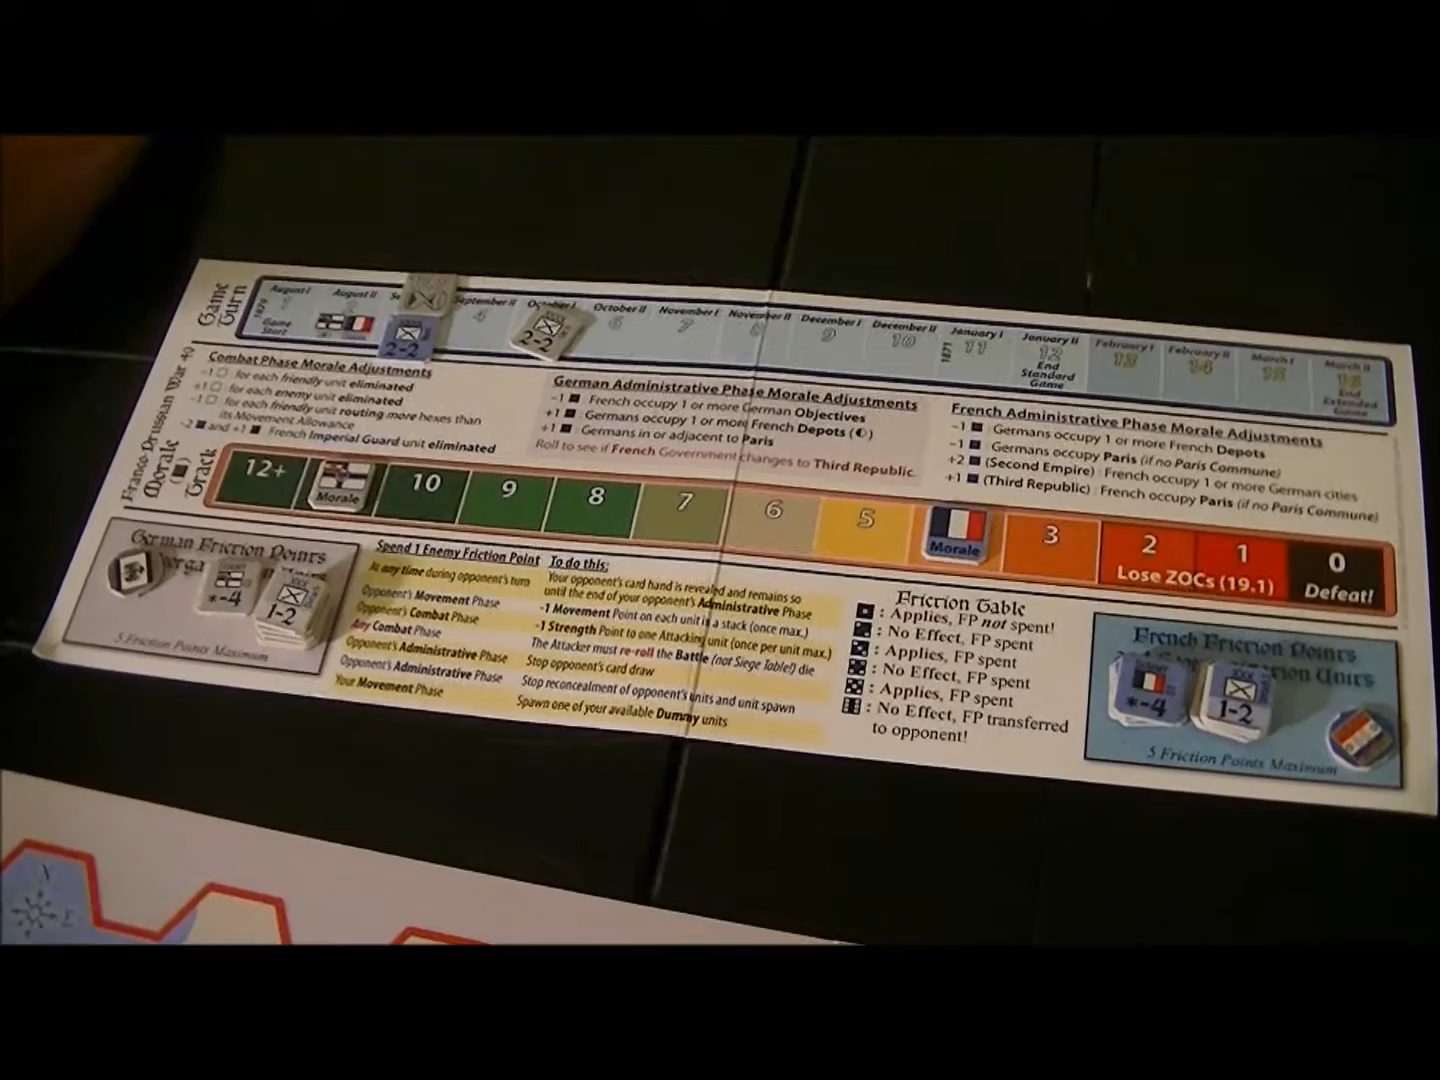 Game Turn
1870
August I
August II
September II
October I
October II
November I
November II
December I
December II
1871
January I
January II
February I
February II
March I
March II
Game Start
4
6
7
8
9
10
11
12
13
14
15
16
End Standard Game
End Extended Game
2-2
2-2
Franco-Prussian War 40
Morale Track
Combat Phase Morale Adjustments
-1 for each friendly unit eliminated
+1 for each enemy unit eliminated
-1 for each friendly unit routing more hexes than
its Movement Allowance
-2 and +1 French Imperial Guard unit eliminated
German Administrative Phase Morale Adjustments
-1 : French occupy 1 or more German Objectives
+1 : Germans occupy 1 or more French Depots ( )
+1 : Germans in or adjacent to Paris
Roll to see if French Government changes to Third Republic.
French Administrative Phase Morale Adjustments
-1 : Germans occupy 1 or more French Depots
-1 : Germans occupy Paris (if no Paris Commune)
+2 (Second Empire) : French occupy 1 or more German cities
+1 (Third Republic) : French occupy Paris (if no Paris Commune)
12+
Morale
10
9
8
7
6
5
Morale
3
2
1
0
Lose ZOCs (19.1)
Defeat!
German Friction Points
*-4
XXX
1-2
5 Friction Points Maximum
Spend 1 Enemy Friction Point To do this:
At any time during opponent's turn Your opponent's card hand is revealed and remains so
until the end of your opponent's Administrative Phase
Opponent's Movement Phase -1 Movement Point on each unit in a stack (once max.)
Opponent's Combat Phase -1 Strength Point to one Attacking unit (once per unit max.)
Any Combat Phase The Attacker must re-roll the Battle (not Siege Table!) die
Opponent's Administrative Phase Stop opponent's card draw
Opponent's Administrative Phase Stop reconcealment of opponent's units and unit spawn
Your Movement Phase Spawn one of your available Dummy units
Friction Table
: Applies, FP not spent!
: No Effect, FP spent
: Applies, FP spent
: No Effect, FP spent
: Applies, FP spent
: No Effect, FP transferred
to opponent!
French Friction Points
Units
*-4
XXX
1-2
5 Friction Points Maximum
N
E